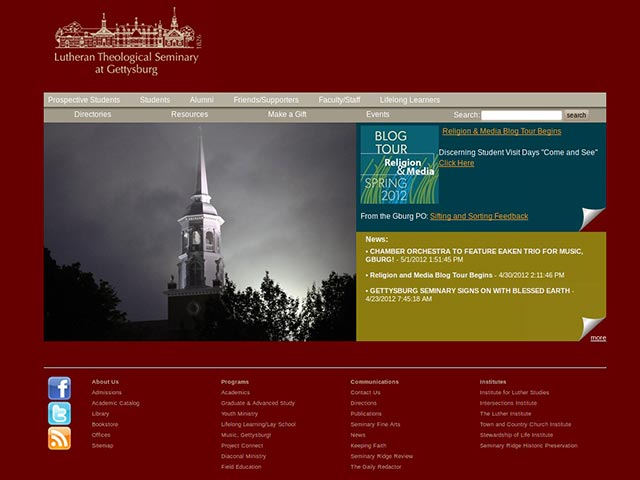 Lutheran Theological Seminary
at Gettysburg
1826
Prospective Students Students Alumni Friends/Supporters Faculty/Staff Lifelong Learners
Directories Resources Make a Gift Events Search: search
BLOG
TOUR
Religion
& Media
SPRING
2012
Religion & Media Blog Tour Begins
Discerning Student Visit Days "Come and See"
Click Here
From the Gburg PO: Sifting and Sorting Feedback
News:
• CHAMBER ORCHESTRA TO FEATURE EAKEN TRIO FOR MUSIC,
GBURG! - 5/1/2012 1:51:45 PM
• Religion and Media Blog Tour Begins - 4/30/2012 2:11:46 PM
• GETTYSBURG SEMINARY SIGNS ON WITH BLESSED EARTH -
4/23/2012 7:45:18 AM
more
About Us
Admissions
Academic Catalog
Library
Bookstore
Offices
Sitemap
Programs
Academics
Graduate & Advanced Study
Youth Ministry
Lifelong Learning/Lay School
Music, Gettysburg!
Project Connect
Diaconal Ministry
Field Education
Communications
Contact Us
Directions
Publications
Seminary Fine Arts
News
Keeping Faith
Seminary Ridge Review
The Daily Redactor
Institutes
Institute for Luther Studies
Intersections Institute
The Luther Institute
Town and Country Church Institute
Stewardship of Life Institute
Seminary Ridge Historic Preservation